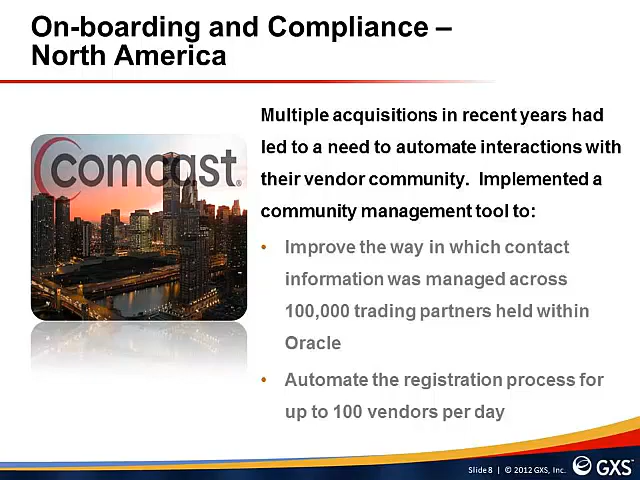 On-boarding and Compliance –
North America
comcast®
Multiple acquisitions in recent years had
led to a need to automate interactions with
their vendor community. Implemented a
community management tool to:
• Improve the way in which contact
information was managed across
100,000 trading partners held within
Oracle
• Automate the registration process for
up to 100 vendors per day
Slide 8 | © 2012 GXS, Inc. GXS™